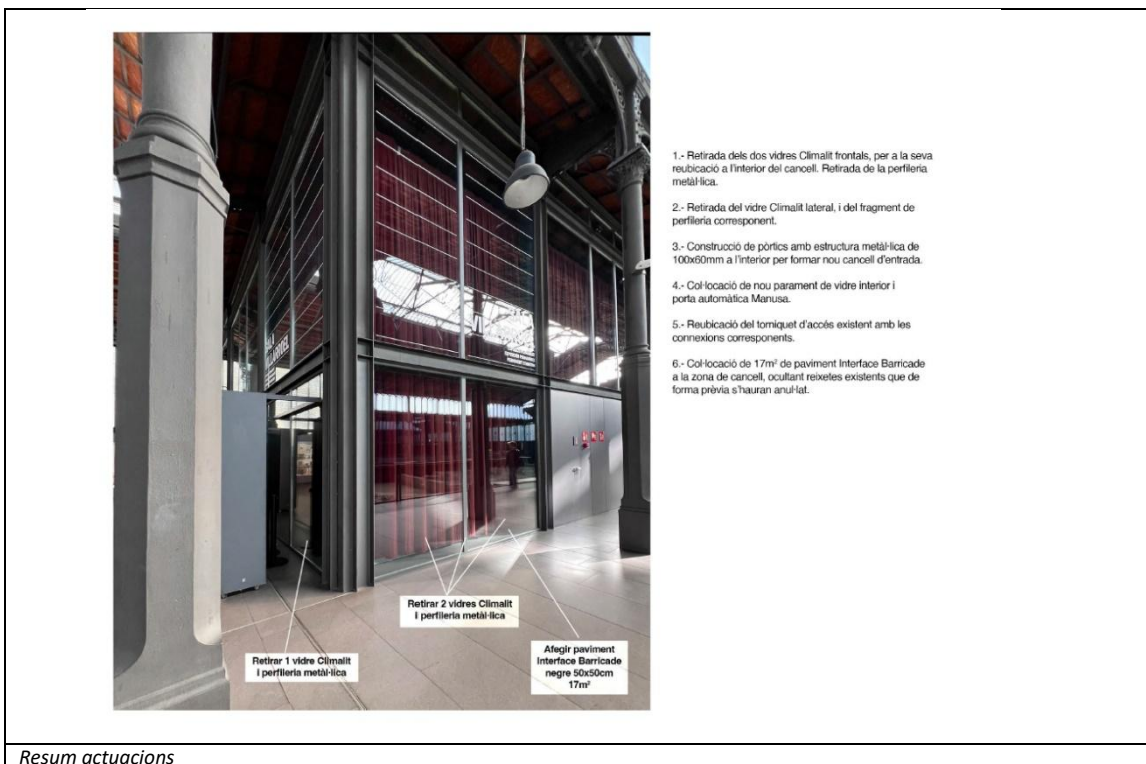 1.- Retirada dels dos vidres Climalit frontals, per a la seva
reubicació a l'interior del cancell. Retirada de la perfileria
metàl·lica.
2.- Retirada del vidre Climalit lateral, i del fragment de
perfileria corresponent.
3.- Construcció de pòrtics amb estructura metàl·lica de
100x60mm a l'interior per formar nou cancell d'entrada.
4.- Col·locació de nou parament de vidre interior i
porta automàtica Manusa.
5.- Reubicació del torniquet d'accés existent amb les
connexions corresponents.
6.- Col·locació de 17m² de paviment Interface Barricade
a la zona de cancell, ocultant reixetes existents que de
forma prèvia s'hauran anul·lat.
Retirar 2 vidres Climalit
i perfileria metàl·lica
Retirar 1 vidre Climalit
i perfileria metàl·lica
Afegir paviment
Interface Barricade
negre 50x50cm
17m²
Resum actuacions